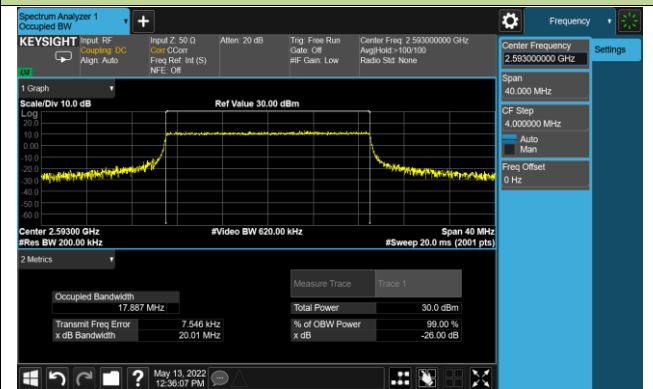 Spectrum Analyzer 1
Occupied BW
Frequency
KEYSIGHT
Input: RF
Coupling: DC
Align: Auto
Input Z: 50 Ω
Corr CCorr
Freq Ref: Int (S)
NFE: Off
Atten: 20 dB
Trig: Free Run
Gate: Off
#IF Gain: Low
Center Freq: 2.593000000 GHz
Avg|Hold:>100/100
Radio Std: None
Center Frequency
2.593000000 GHz
Settings
Span
40.000 MHz
CF Step
4.000000 MHz
Auto
Man
Freq Offset
0 Hz
1 Graph
Scale/Div 10.0 dB
Ref Value 30.00 dBm
Log
20.0
10.0
0.00
-10.0
-20.0
-30.0
-40.0
-50.0
-60.0
Center 2.59300 GHz
#Video BW 620.00 kHz
Span 40 MHz
#Res BW 200.00 kHz
#Sweep 20.0 ms (2001 pts)
2 Metrics
Measure Trace
Trace 1
Occupied Bandwidth
17.887 MHz
Total Power
30.0 dBm
Transmit Freq Error
7.546 kHz
% of OBW Power
99.00 %
x dB Bandwidth
20.01 MHz
x dB
-26.00 dB
May 13, 2022
12:36:07 PM